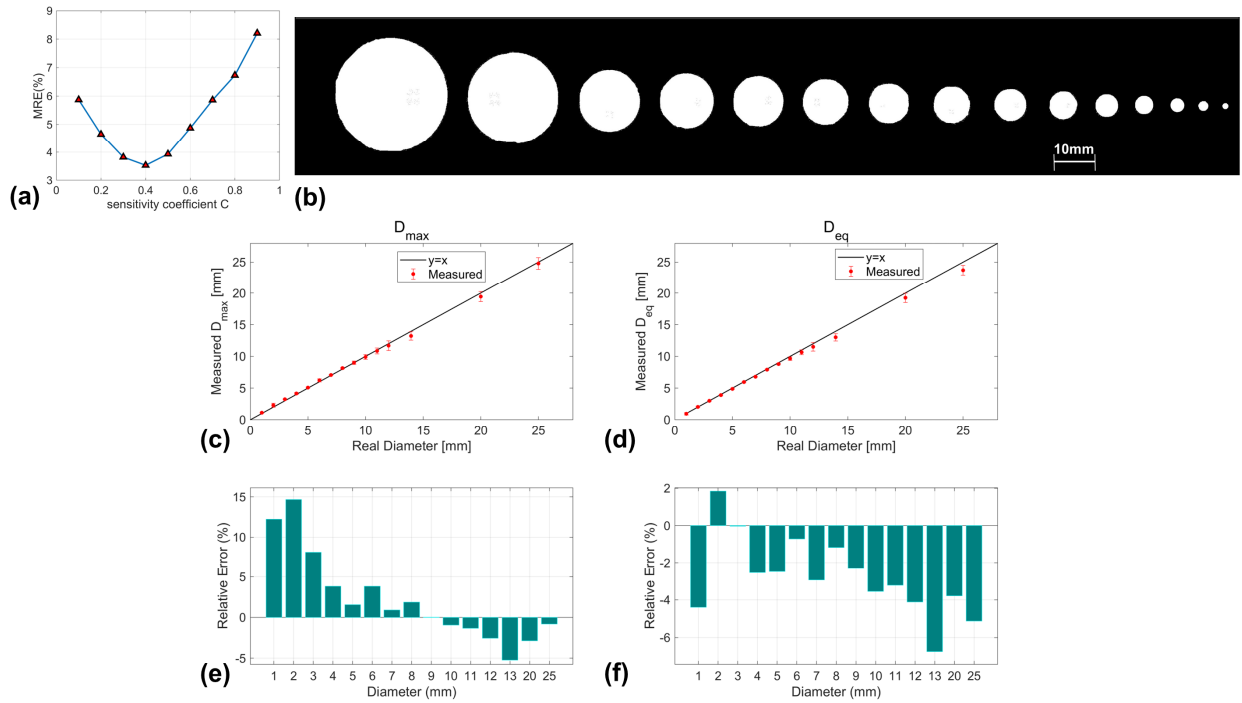 9
8
7
6
5
4
3
MRE(%)
0 0.2 0.4 0.6 0.8 1
sensitivity coefficient C
(a)
10mm
(b)
D_max
y=x
Measured
25
20
15
10
5
0
Measured D_max [mm]
0 5 10 15 20 25
Real Diameter [mm]
(c)
D_eq
y=x
Measured
25
20
15
10
5
0
Measured D_eq [mm]
0 5 10 15 20 25
Real Diameter [mm]
(d)
15
10
5
0
-5
Relative Error (%)
1 2 3 4 5 6 7 8 9 10 11 12 13 20 25
Diameter (mm)
(e)
2
0
-2
-4
-6
Relative Error (%)
1 2 3 4 5 6 7 8 9 10 11 12 13 20 25
Diameter (mm)
(f)